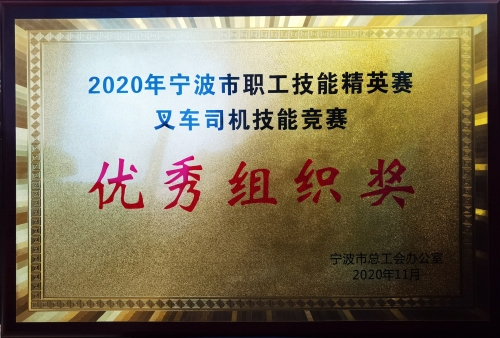 2020年宁波市职工技能精英赛
叉车司机技能竞赛
优秀组织奖
宁波市总工会办公室
2020年11月